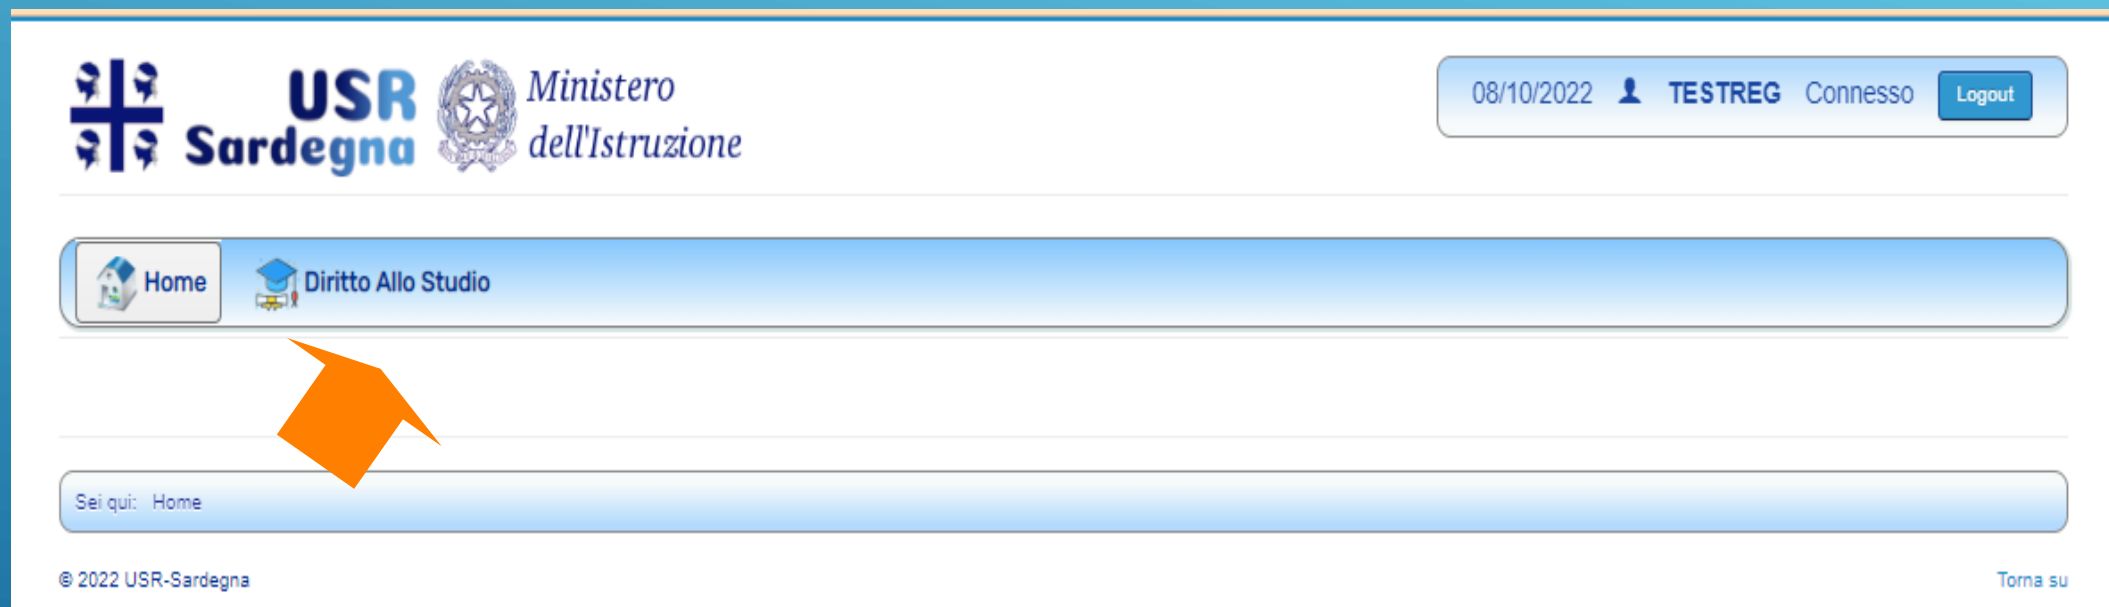 USR
Sardegna
Ministero
dell'Istruzione
08/10/2022 TESTREG Connesso Logout
Home Diritto Allo Studio
Sei qui: Home
© 2022 USR-Sardegna Torna su